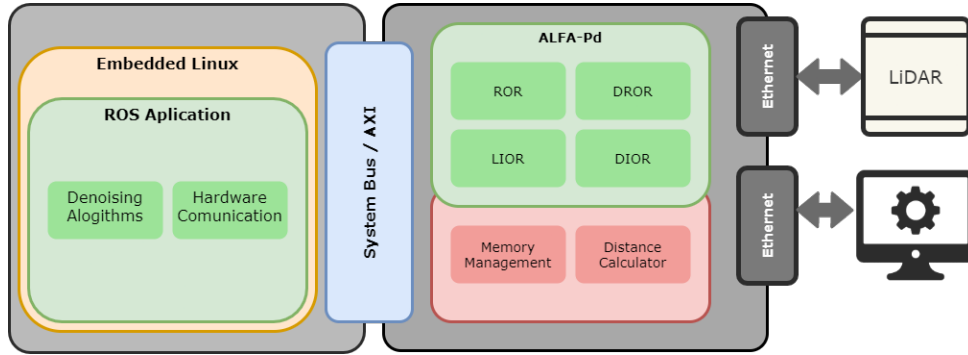 Embedded Linux
ROS Aplication
Denoising
Alogithms
Hardware
Comunication
System Bus / AXI
ALFA-Pd
ROR
DROR
LIOR
DIOR
Memory
Management
Distance
Calculator
Ethernet
LiDAR
Ethernet